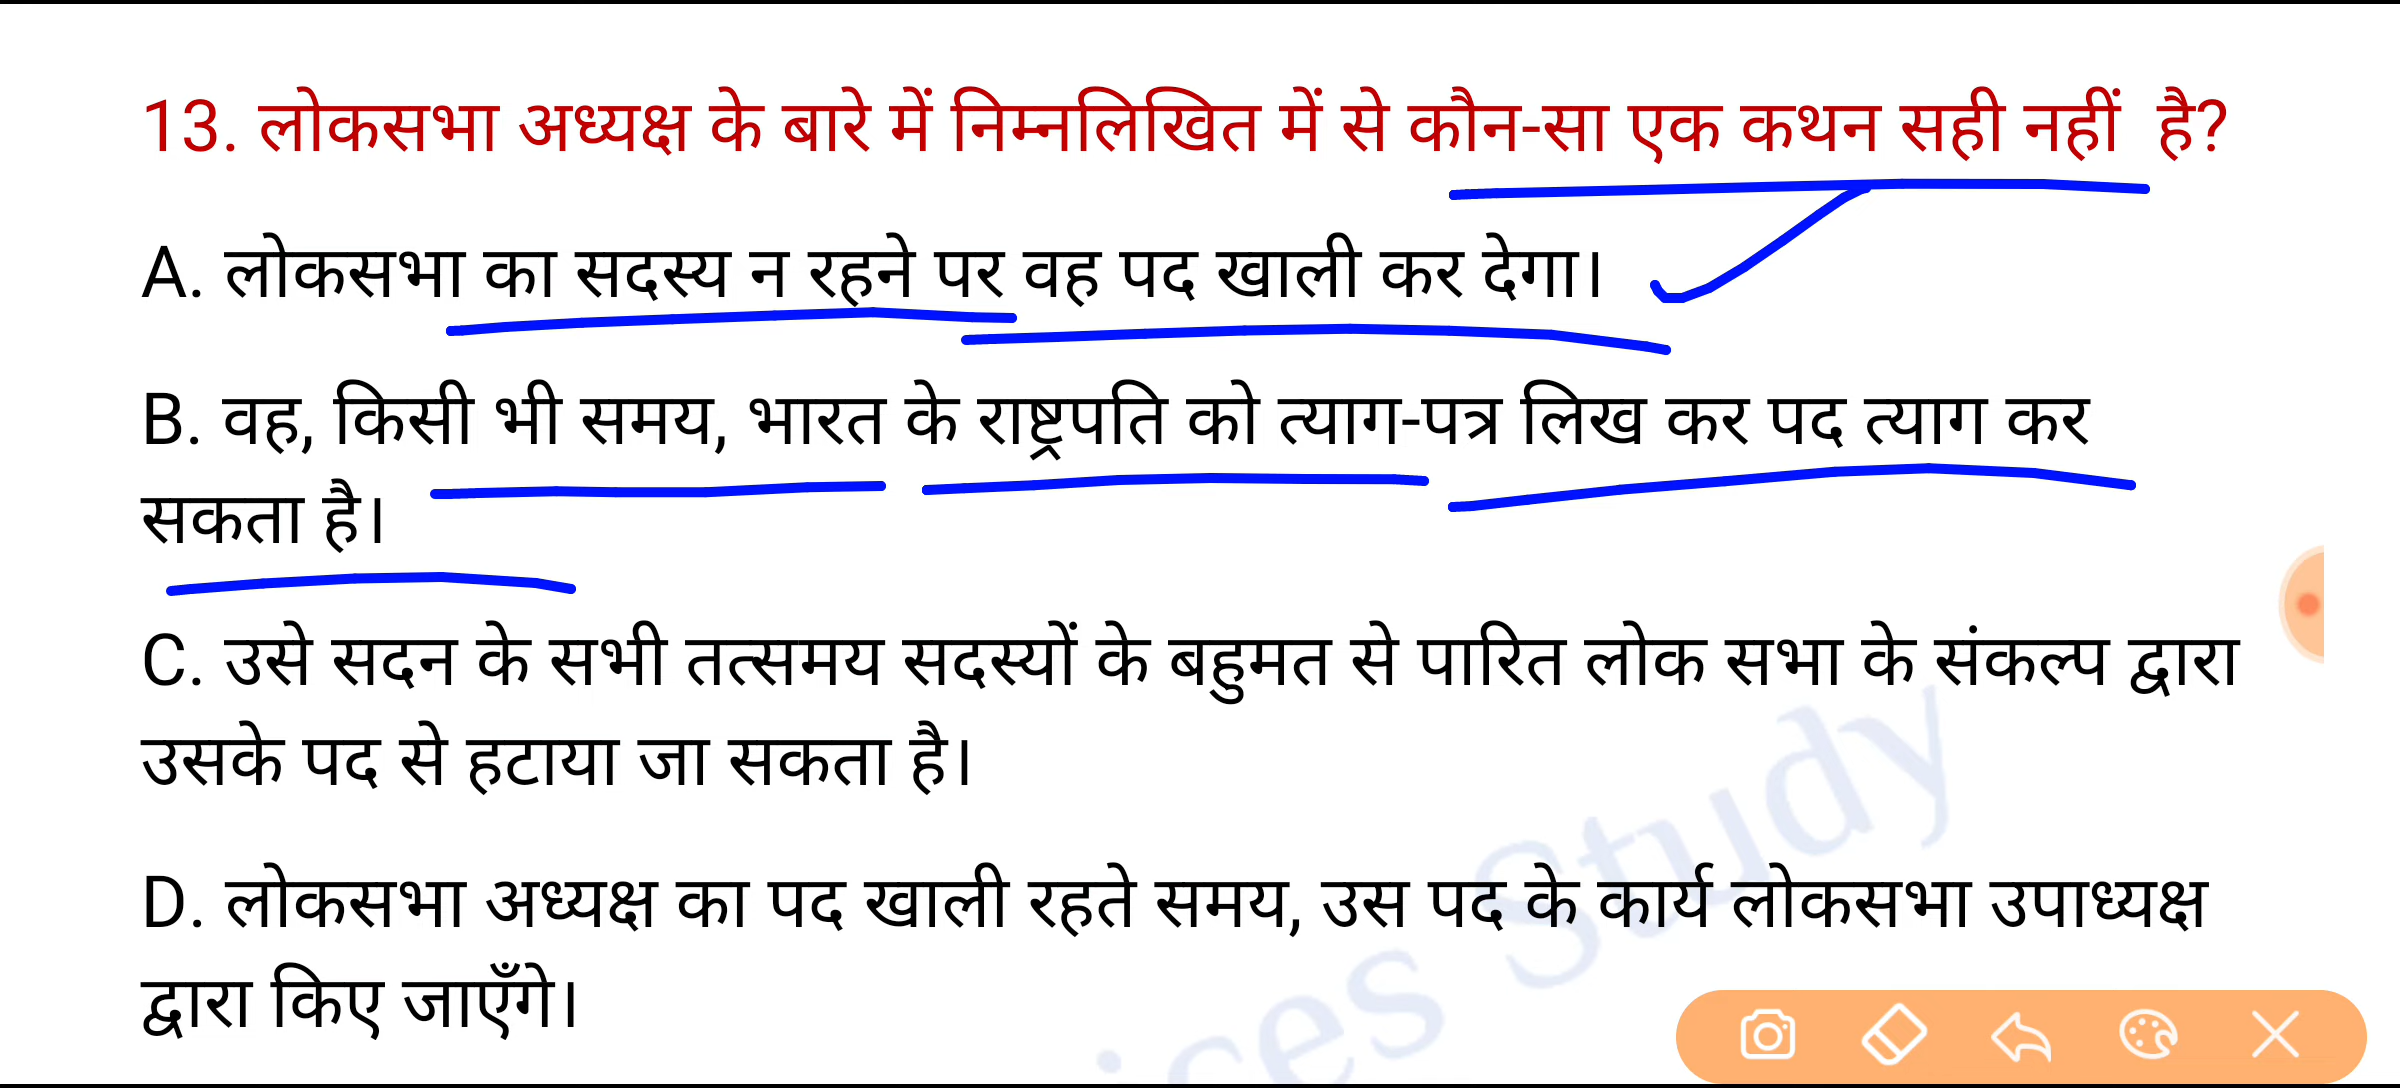 13. लोकसभा अध्यक्ष के बारे में निम्नलिखित में से कौन-सा एक कथन सही नहीं है?
A. लोकसभा का सदस्य न रहने पर वह पद खाली कर देगा।
B. वह, किसी भी समय, भारत के राष्ट्रपति को त्याग-पत्र लिख कर पद त्याग कर
सकता है।
C. उसे सदन के सभी तत्समय सदस्यों के बहुमत से पारित लोक सभा के संकल्प द्वारा
उसके पद से हटाया जा सकता है।
D. लोकसभा अध्यक्ष का पद खाली रहते समय, उस पद के कार्य लोकसभा उपाध्यक्ष
द्वारा किए जाएँगे।
Study